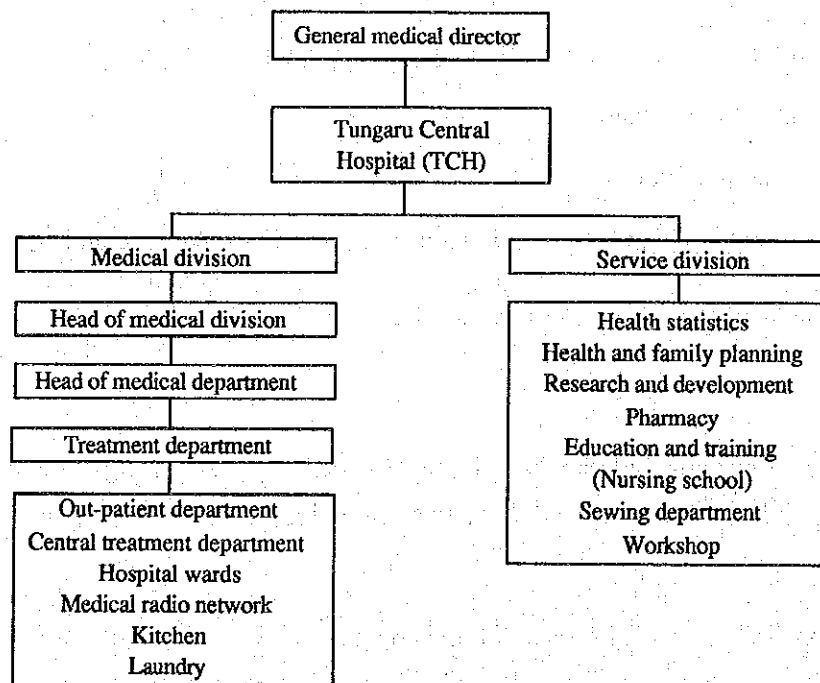 General medical director
Tungaru Central
Hospital (TCH)
Medical division
Head of medical division
Head of medical department
Treatment department
Out-patient department
Central treatment department
Hospital wards
Medical radio network
Kitchen
Laundry
Service division
Health statistics
Health and family planning
Research and development
Pharmacy
Education and training
(Nursing school)
Sewing department
Workshop